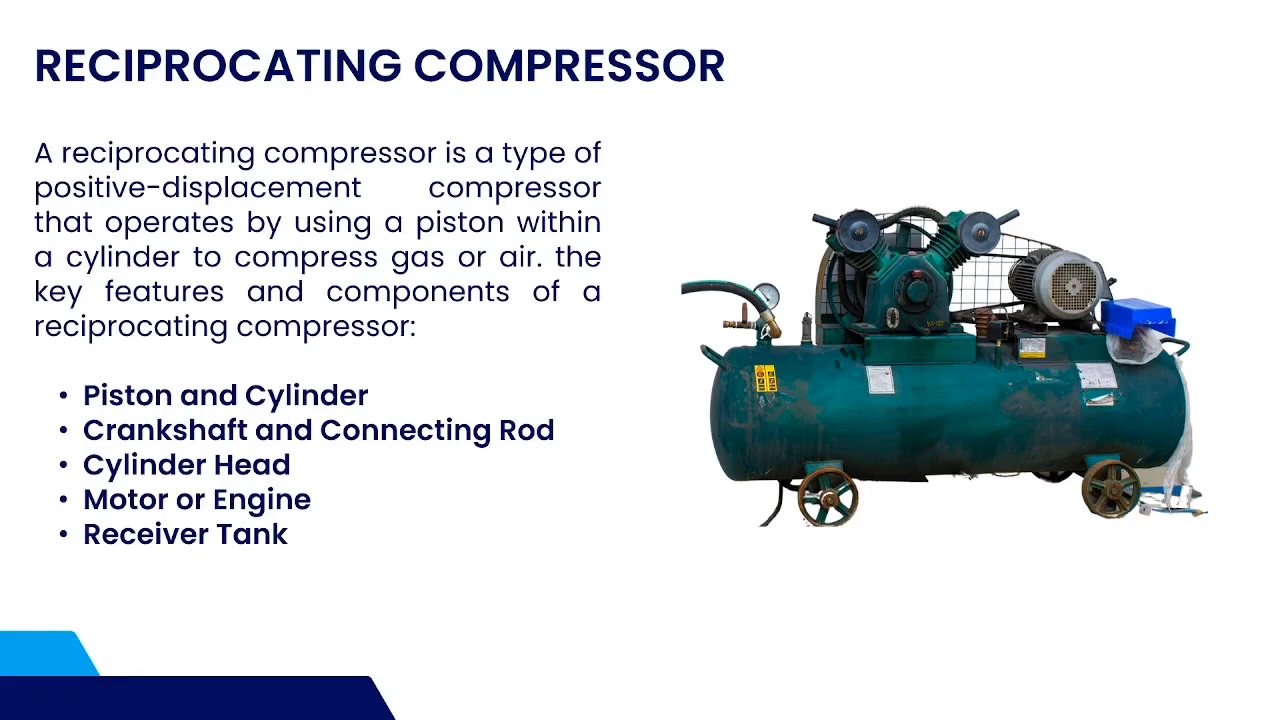 RECIPROCATING COMPRESSOR
A reciprocating compressor is a type of
positive-displacement compressor
that operates by using a piston within
a cylinder to compress gas or air. the
key features and components of a
reciprocating compressor:
• Piston and Cylinder
• Crankshaft and Connecting Rod
• Cylinder Head
• Motor or Engine
• Receiver Tank